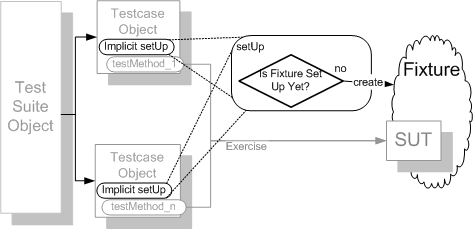 Test
Suite
Object
Testcase
Object
Implicit setUp
testMethod_1
setUp
Is Fixture Set
Up Yet?
no
create
Fixture
SUT
Exercise
Testcase
Object
Implicit setUp
testMethod_n